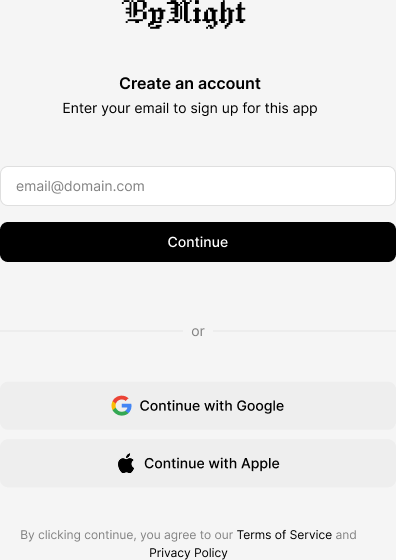 ByNight
Create an account
Enter your email to sign up for this app
email@domain.com
Continue
or
Continue with Google
Continue with Apple
By clicking continue, you agree to our Terms of Service and
Privacy Policy